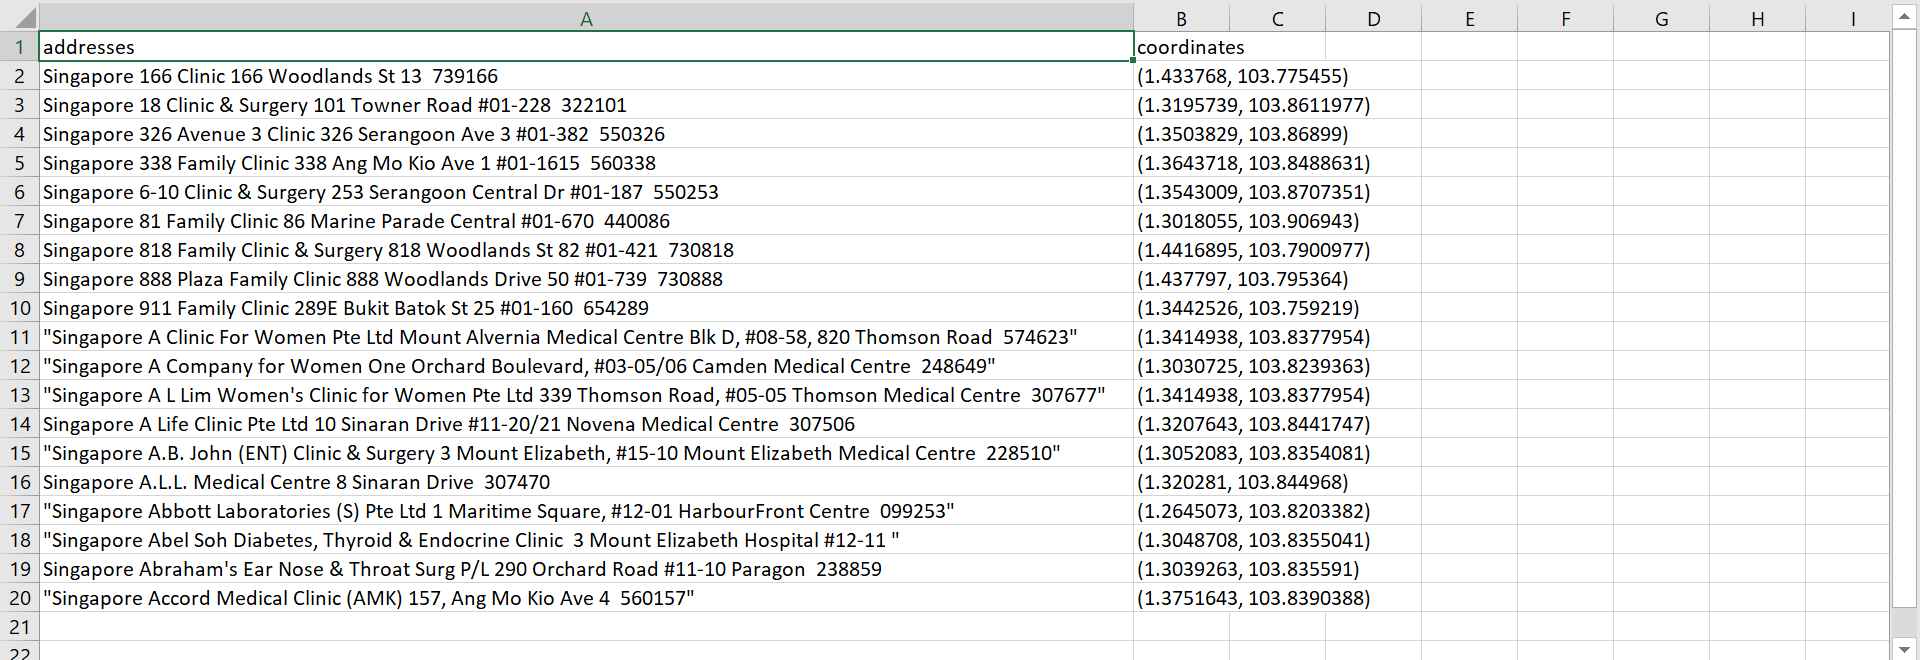 A B C D E F G H I
1 addresses coordinates
2 Singapore 166 Clinic 166 Woodlands St 13  739166 (1.433768, 103.775455)
3 Singapore 18 Clinic & Surgery 101 Towner Road #01-228  322101 (1.3195739, 103.8611977)
4 Singapore 326 Avenue 3 Clinic 326 Serangoon Ave 3 #01-382  550326 (1.3503829, 103.86899)
5 Singapore 338 Family Clinic 338 Ang Mo Kio Ave 1 #01-1615  560338 (1.3643718, 103.8488631)
6 Singapore 6-10 Clinic & Surgery 253 Serangoon Central Dr #01-187  550253 (1.3543009, 103.8707351)
7 Singapore 81 Family Clinic 86 Marine Parade Central #01-670  440086 (1.3018055, 103.906943)
8 Singapore 818 Family Clinic & Surgery 818 Woodlands St 82 #01-421  730818 (1.4416895, 103.7900977)
9 Singapore 888 Plaza Family Clinic 888 Woodlands Drive 50 #01-739  730888 (1.437797, 103.795364)
10 Singapore 911 Family Clinic 289E Bukit Batok St 25 #01-160  654289 (1.3442526, 103.759219)
11 "Singapore A Clinic For Women Pte Ltd Mount Alvernia Medical Centre Blk D, #08-58, 820 Thomson Road  574623" (1.3414938, 103.8377954)
12 "Singapore A Company for Women One Orchard Boulevard, #03-05/06 Camden Medical Centre  248649" (1.3030725, 103.8239363)
13 "Singapore A L Lim Women's Clinic for Women Pte Ltd 339 Thomson Road, #05-05 Thomson Medical Centre  307677" (1.3414938, 103.8377954)
14 Singapore A Life Clinic Pte Ltd 10 Sinaran Drive #11-20/21 Novena Medical Centre  307506 (1.3207643, 103.8441747)
15 "Singapore A.B. John (ENT) Clinic & Surgery 3 Mount Elizabeth, #15-10 Mount Elizabeth Medical Centre  228510" (1.3052083, 103.8354081)
16 Singapore A.L.L. Medical Centre 8 Sinaran Drive  307470 (1.320281, 103.844968)
17 "Singapore Abbott Laboratories (S) Pte Ltd 1 Maritime Square, #12-01 HarbourFront Centre  099253" (1.2645073, 103.8203382)
18 "Singapore Abel Soh Diabetes, Thyroid & Endocrine Clinic  3 Mount Elizabeth Hospital #12-11 " (1.3048708, 103.8355041)
19 Singapore Abraham's Ear Nose & Throat Surg P/L 290 Orchard Road #11-10 Paragon  238859 (1.3039263, 103.835591)
20 "Singapore Accord Medical Clinic (AMK) 157, Ang Mo Kio Ave 4  560157" (1.3751643, 103.8390388)
21
22